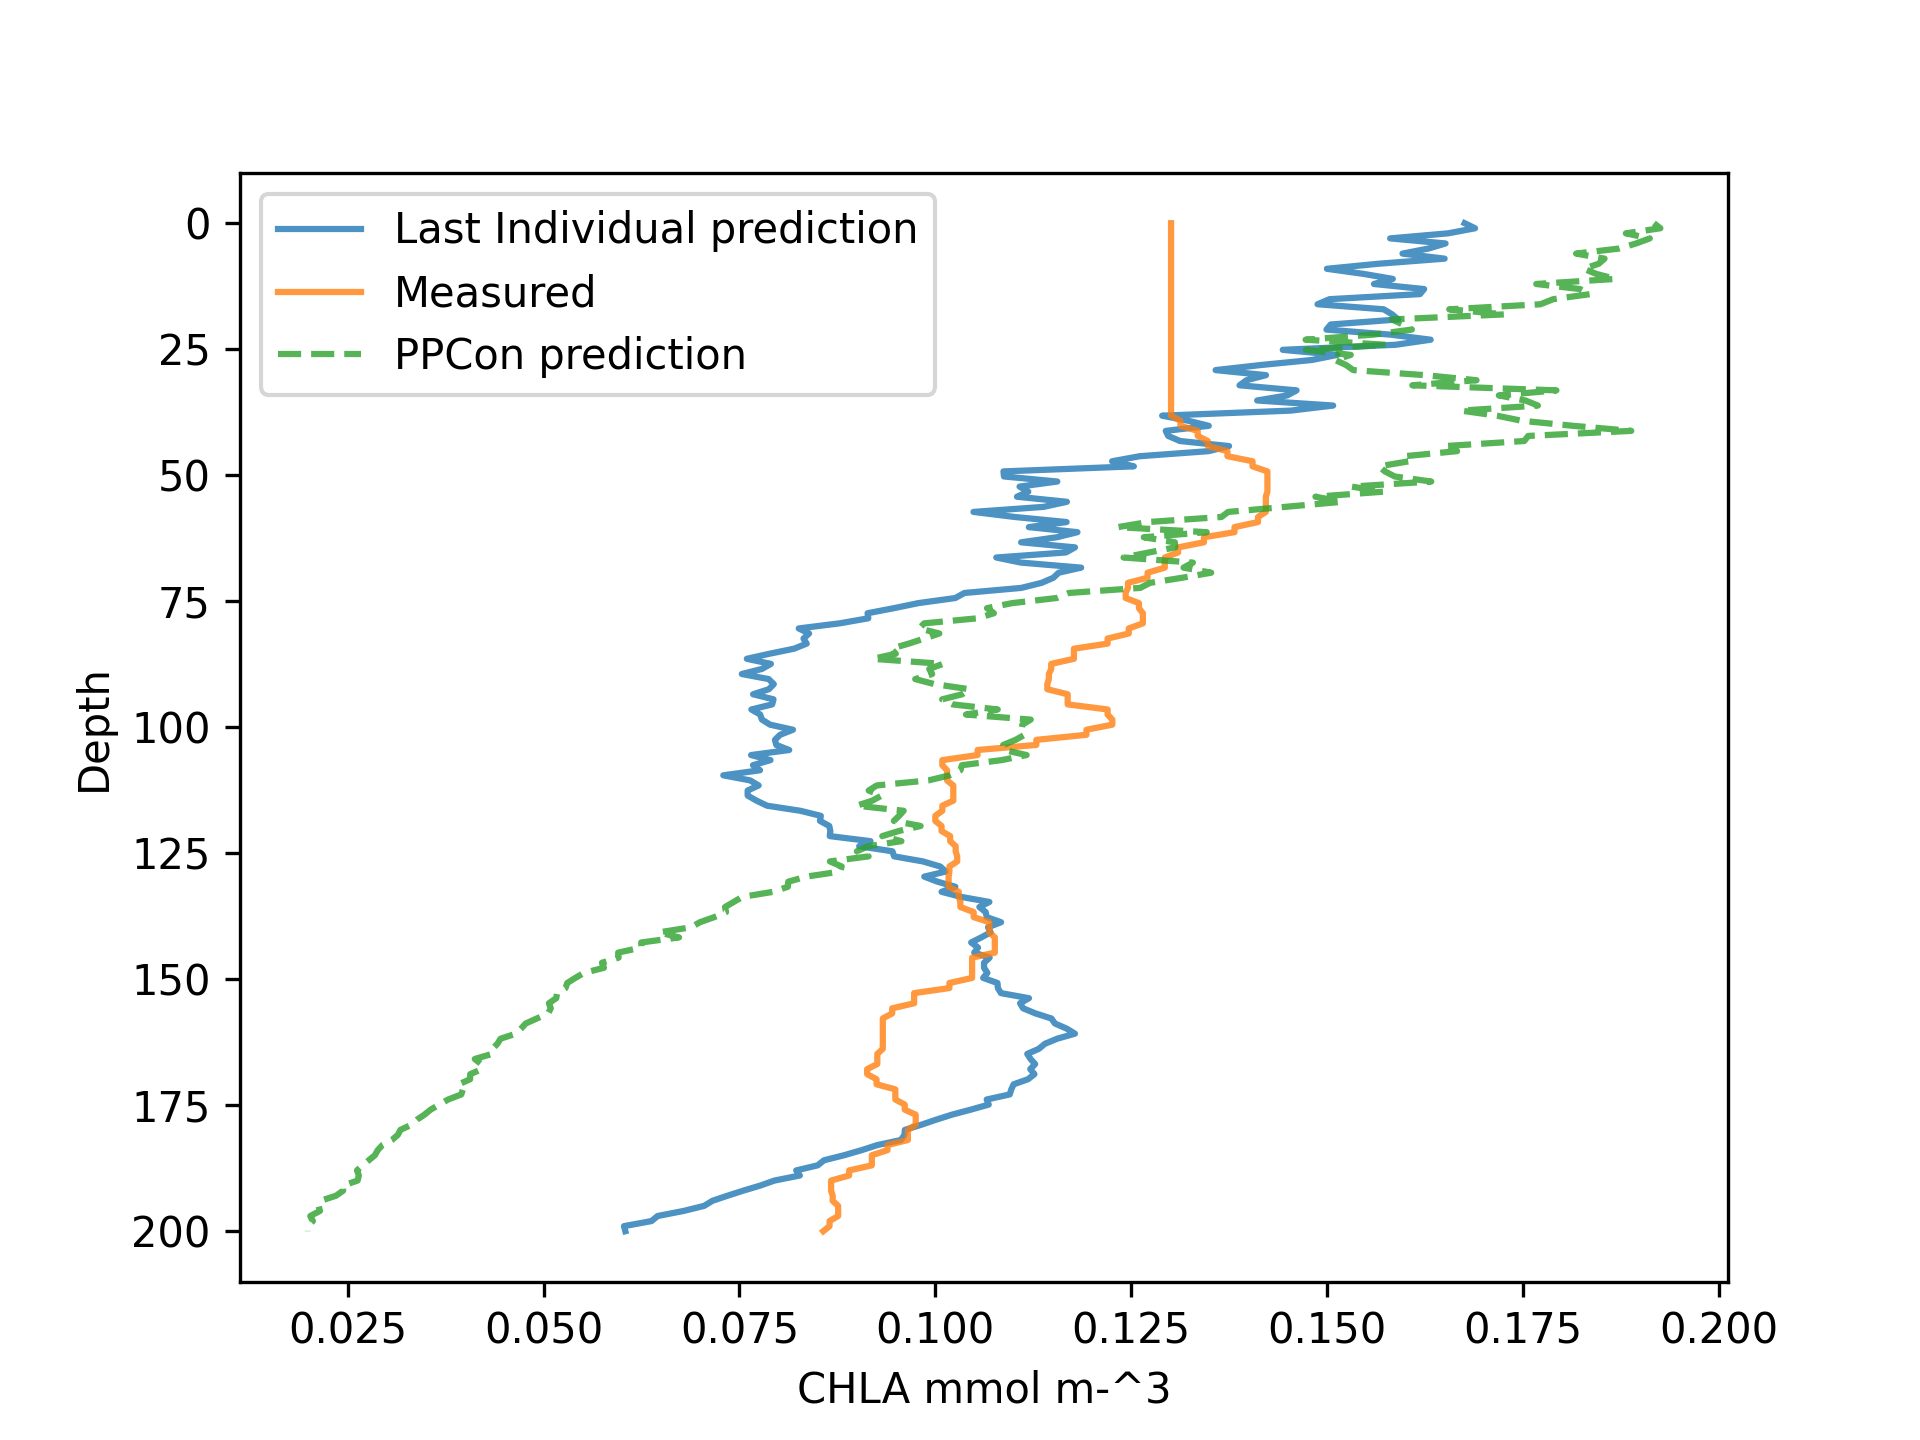 Last Individual prediction
Measured
PPCon prediction
0
25
50
75
100
125
150
175
200
Depth
0.025 0.050 0.075 0.100 0.125 0.150 0.175 0.200
CHLA mmol m-^3